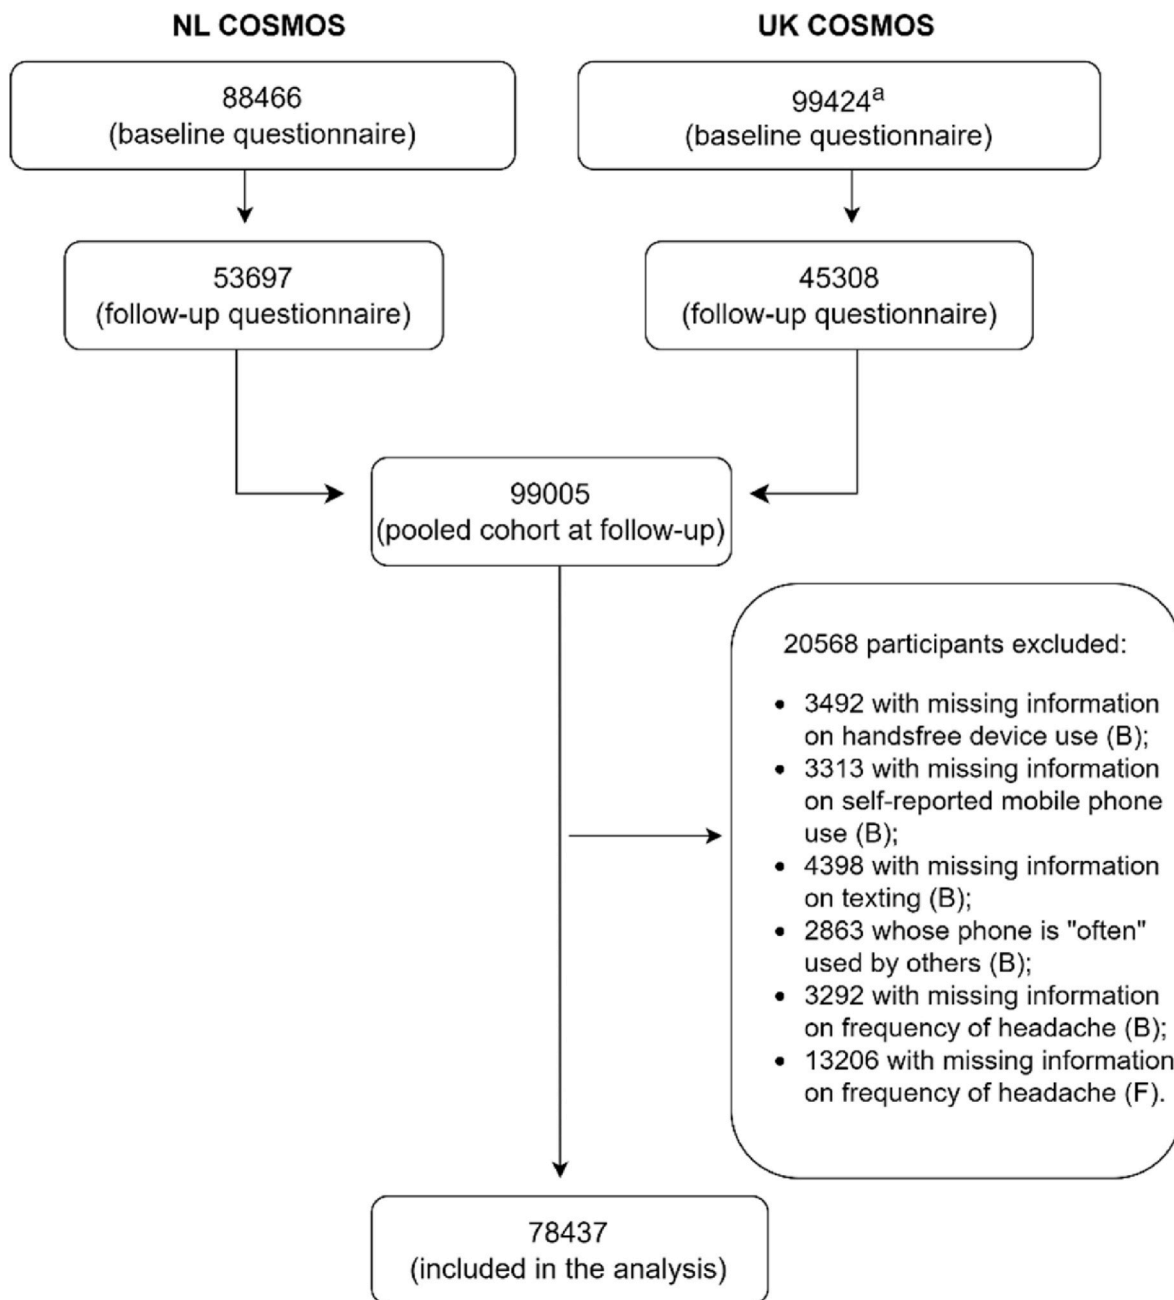 NL COSMOS
UK COSMOS
88466
(baseline questionnaire)
99424ᵃ
(baseline questionnaire)
53697
(follow-up questionnaire)
45308
(follow-up questionnaire)
99005
(pooled cohort at follow-up)
20568 participants excluded:
• 3492 with missing information
on handsfree device use (B);
• 3313 with missing information
on self-reported mobile phone
use (B);
• 4398 with missing information
on texting (B);
• 2863 whose phone is "often"
used by others (B);
• 3292 with missing information
on frequency of headache (B);
• 13206 with missing information
on frequency of headache (F).
78437
(included in the analysis)